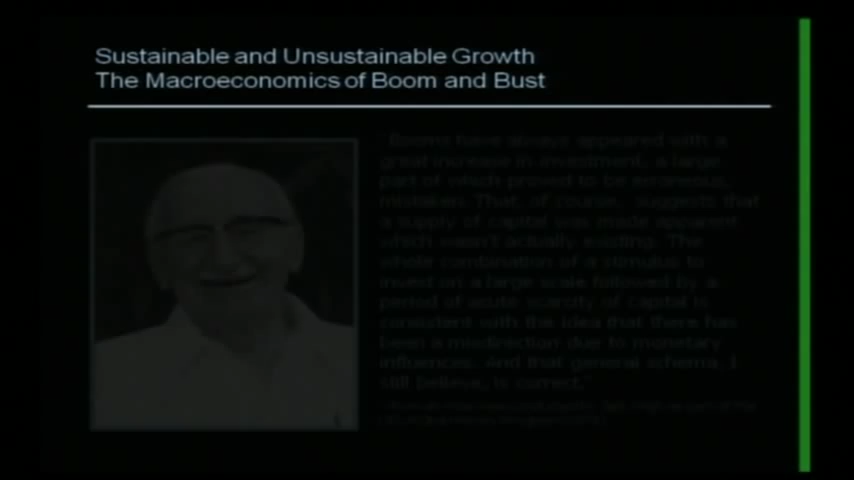 Sustainable and Unsustainable Growth
The Macroeconomics of Boom and Bust
"Booms have always appeared with a
great increase in investment, a large
part of which proved to be erroneous,
mistaken. That, of course, suggests that
a supply of capital was made apparent
which wasn't actually existing. The
whole combination of a stimulus to
invest on a large scale followed by a
period of acute scarcity of capital is
consistent with the idea that there has
been a misdirection due to monetary
influences. And that general schema, I
still believe, is correct."